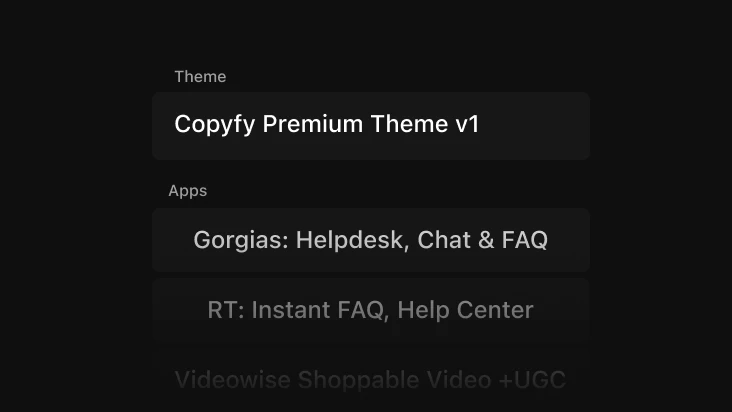 Theme
Copyfy Premium Theme v1
Apps
Gorgias: Helpdesk, Chat & FAQ
RT: Instant FAQ, Help Center
Videowise Shoppable Video +UGC